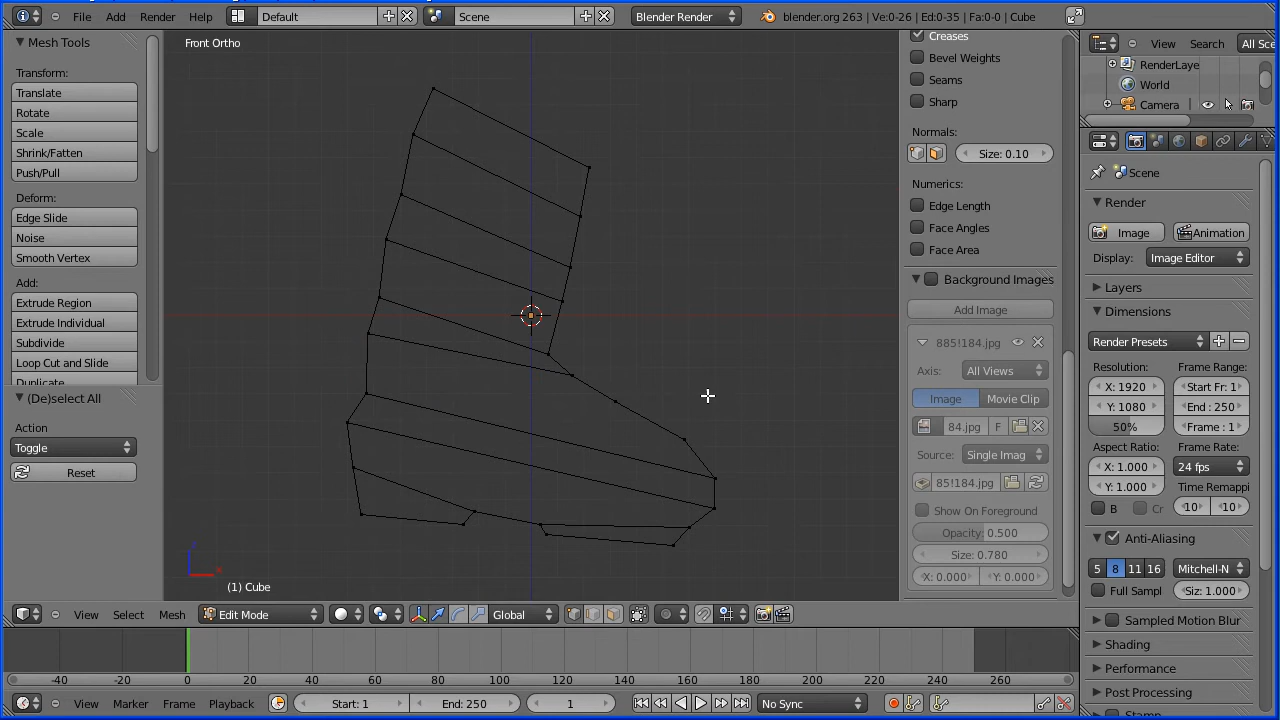 File Add Render Help Default Scene Blender Render blender.org 263 | Ve:0-26 | Ed:0-35 | Fa:0-0 | Cube
Mesh Tools
Transform:
Translate
Rotate
Scale
Shrink/Fatten
Push/Pull
Deform:
Edge Slide
Noise
Smooth Vertex
Add:
Extrude Region
Extrude Individual
Subdivide
Loop Cut and Slide
Duplicate
(De)select All
Action
Toggle
Reset
Front Ortho
(1) Cube
Creases
Bevel Weights
Seams
Sharp
Normals:
Size: 0.10
Numerics:
Edge Length
Face Angles
Face Area
Background Images
Add Image
885!184.jpg
Axis: All Views
Image Movie Clip
84.jpg F
Source: Single Imag
85!184.jpg
Show On Foreground
Opacity: 0.500
Size: 0.780
X: 0.000 Y: 0.000
View Search All Sce
RenderLaye
World
Camera
Scene
Render
Image Animation
Display: Image Editor
Layers
Dimensions
Render Presets
Resolution: Frame Range:
X: 1920 Start Fr: 1
Y: 1080 End : 250
50% Frame : 1
Aspect Ratio: Frame Rate:
X: 1.000 24 fps
Y: 1.000 Time Remappi
B Cr 10 10
Anti-Aliasing
5 8 11 16 Mitchell-N
Full Sampl Siz: 1.000
Sampled Motion Blur
Shading
Performance
Post Processing
View Select Mesh Edit Mode Global
-40 -20 0 20 40 60 80 100 120 140 160 180 200 220 240 260
View Marker Frame Playback Start: 1 End: 250 1 No Sync